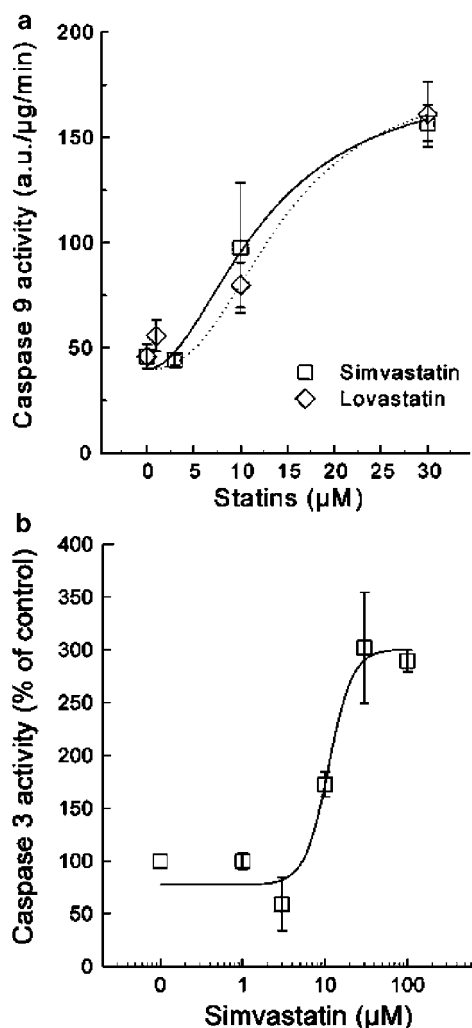 a
Caspase 9 activity (a.u./µg/min)
200
150
100
50
0
Simvastatin
Lovastatin
0 5 10 15 20 25 30
Statins (µM)
b
Caspase 3 activity (% of control)
400
350
300
250
200
150
100
50
0
0 1 10 100
Simvastatin (µM)